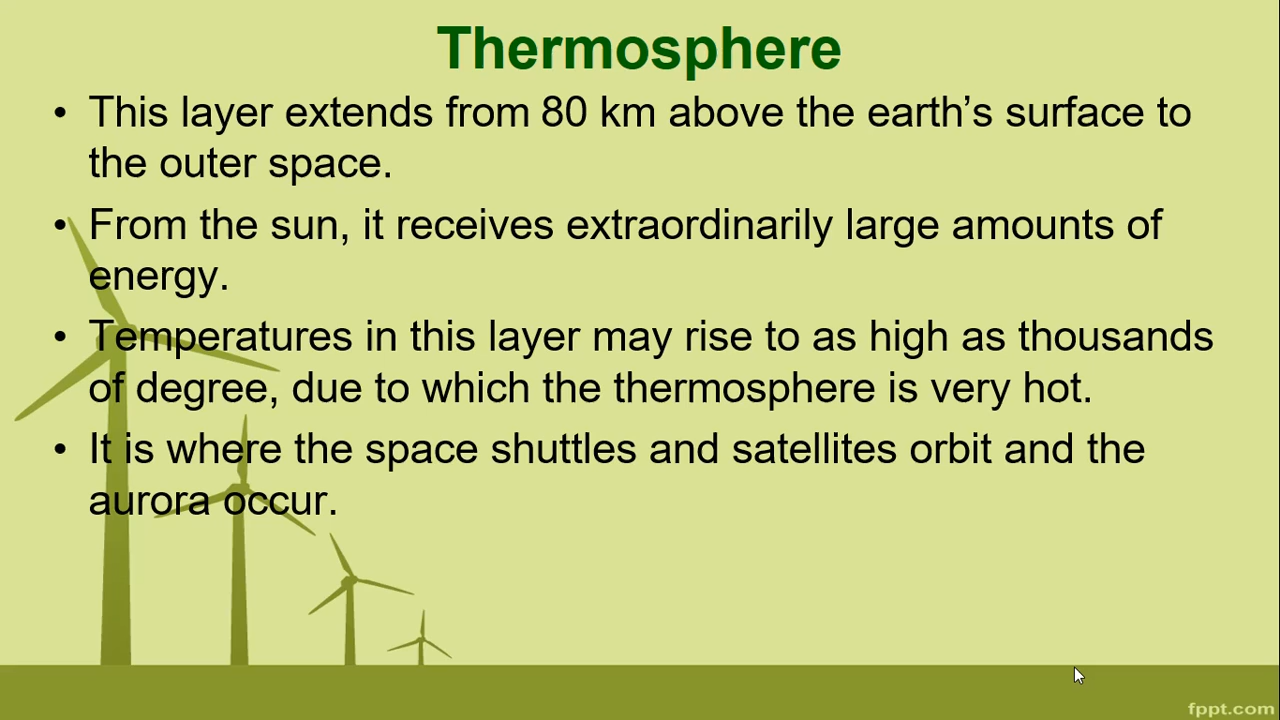 Thermosphere
• This layer extends from 80 km above the earth’s surface to
the outer space.
• From the sun, it receives extraordinarily large amounts of
energy.
• Temperatures in this layer may rise to as high as thousands
of degree, due to which the thermosphere is very hot.
• It is where the space shuttles and satellites orbit and the
aurora occur.
fppt.com